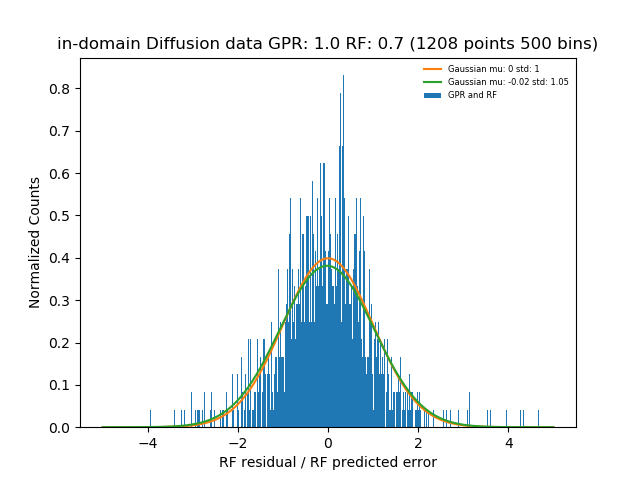 in-domain Diffusion data GPR: 1.0 RF: 0.7 (1208 points 500 bins)
Gaussian mu: 0 std: 1
Gaussian mu: -0.02 std: 1.05
GPR and RF
Normalized Counts
0.8
0.7
0.6
0.5
0.4
0.3
0.2
0.1
0.0
−4 −2 0 2 4
RF residual / RF predicted error